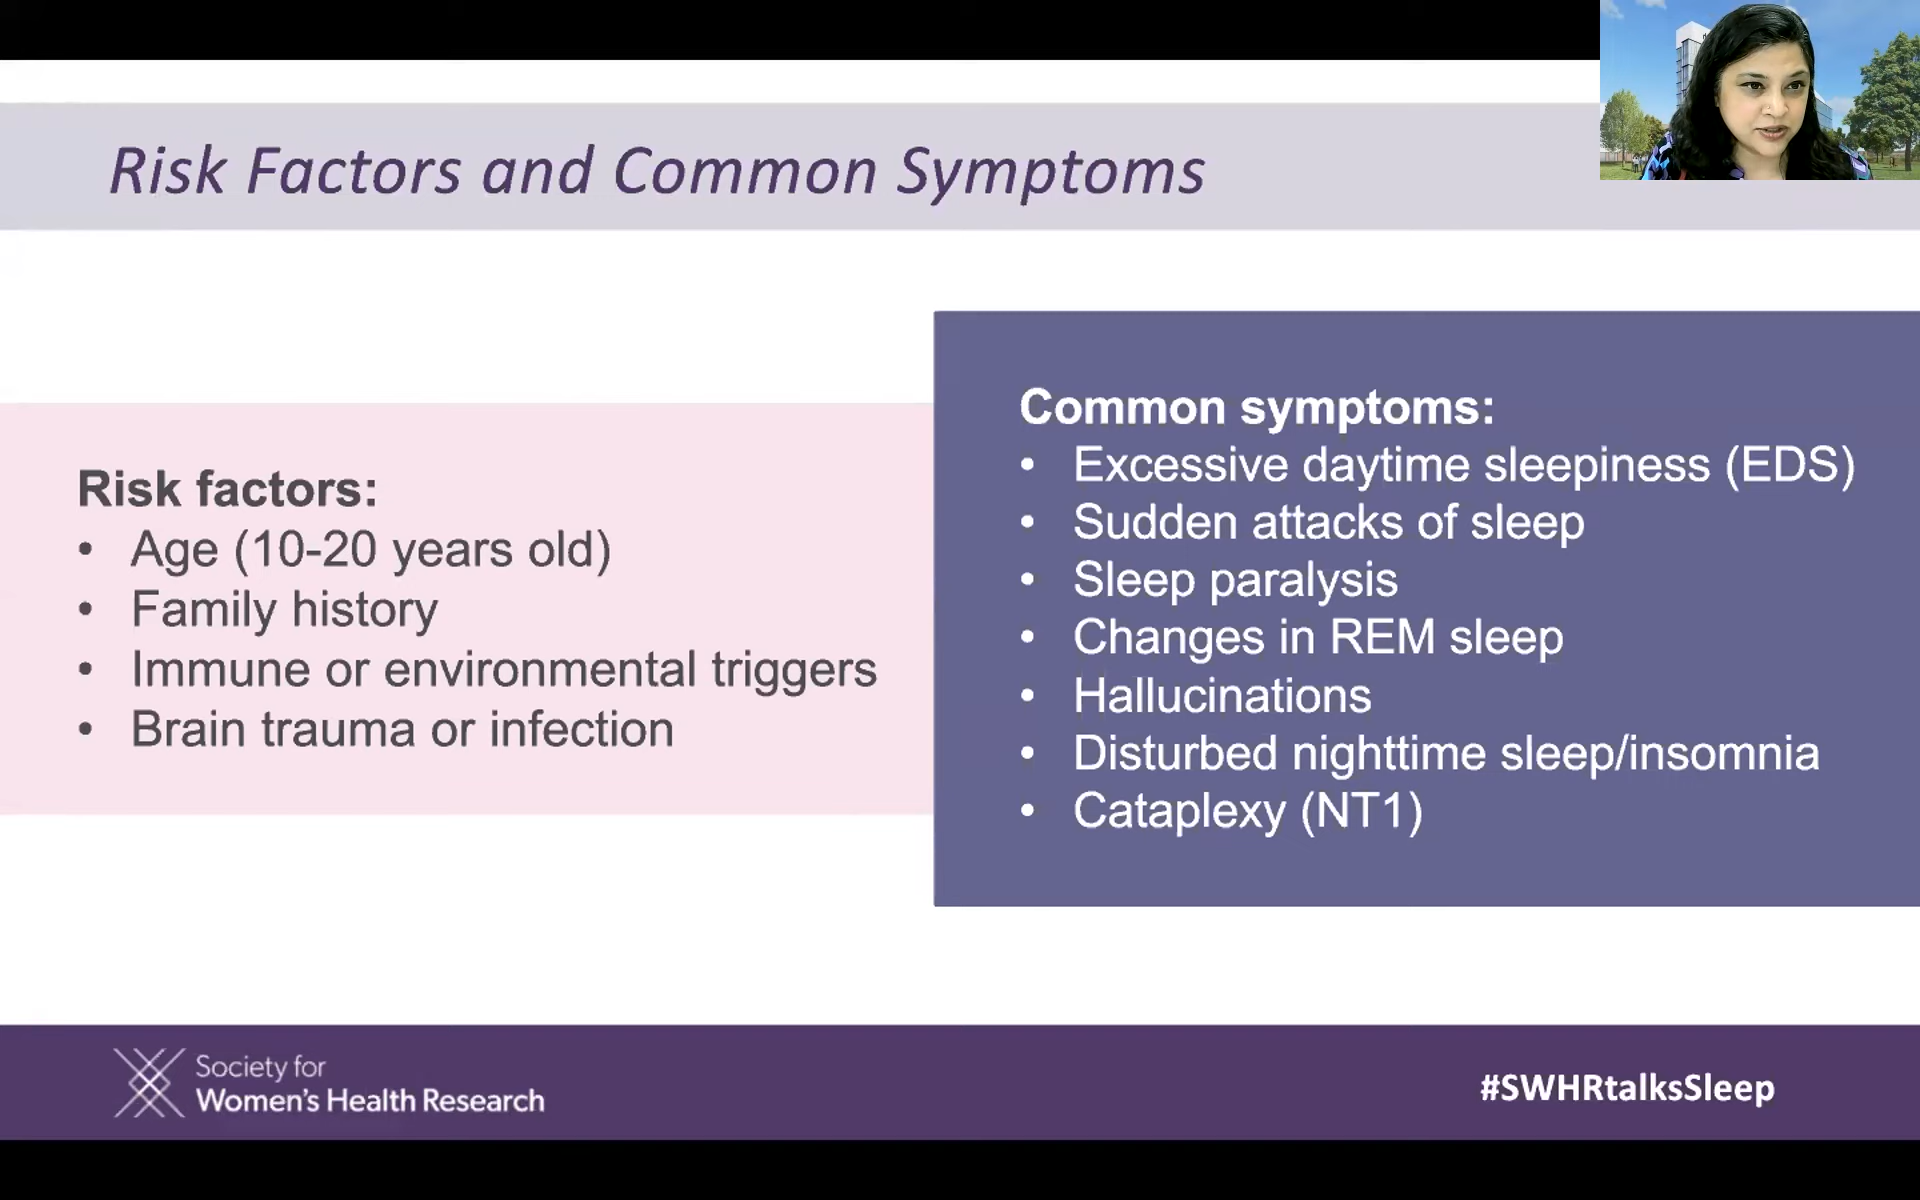 Risk Factors and Common Symptoms
Risk factors:
• Age (10-20 years old)
• Family history
• Immune or environmental triggers
• Brain trauma or infection
Common symptoms:
• Excessive daytime sleepiness (EDS)
• Sudden attacks of sleep
• Sleep paralysis
• Changes in REM sleep
• Hallucinations
• Disturbed nighttime sleep/insomnia
• Cataplexy (NT1)
Society for
Women's Health Research
#SWHRtalksSleep